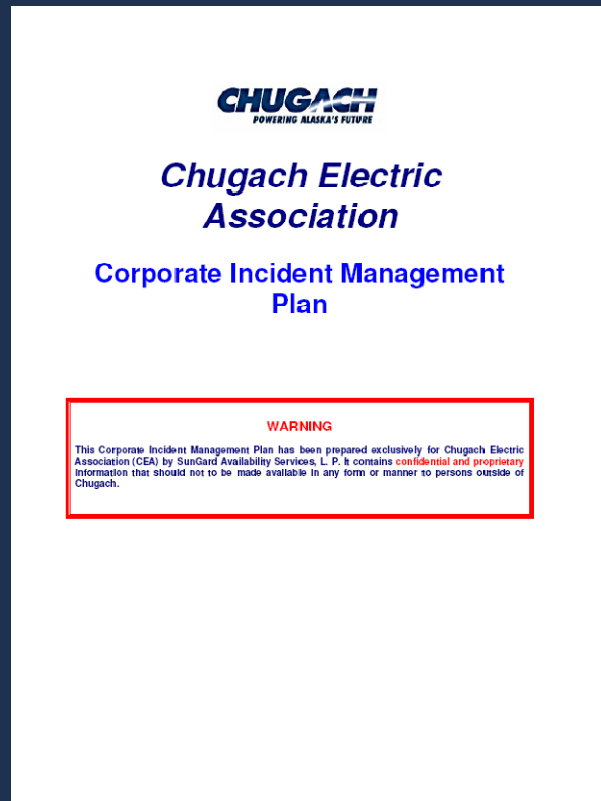 CHUGACH
POWERING ALASKA'S FUTURE
Chugach Electric
Association
Corporate Incident Management
Plan
WARNING
This Corporate Incident Management Plan has been prepared exclusively for Chugach Electric
Association (CEA) by SunGard Availability Services, L. P. It contains confidential and proprietary
information that should not to be made available in any form or manner to persons outside of
Chugach.